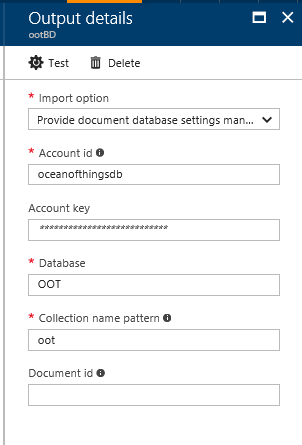 Output details
ootBD
Test Delete
* Import option
Provide document database settings man...
* Account id
oceanofthingsdb
Account key
***************************
* Database
OOT
* Collection name pattern
oot
Document id